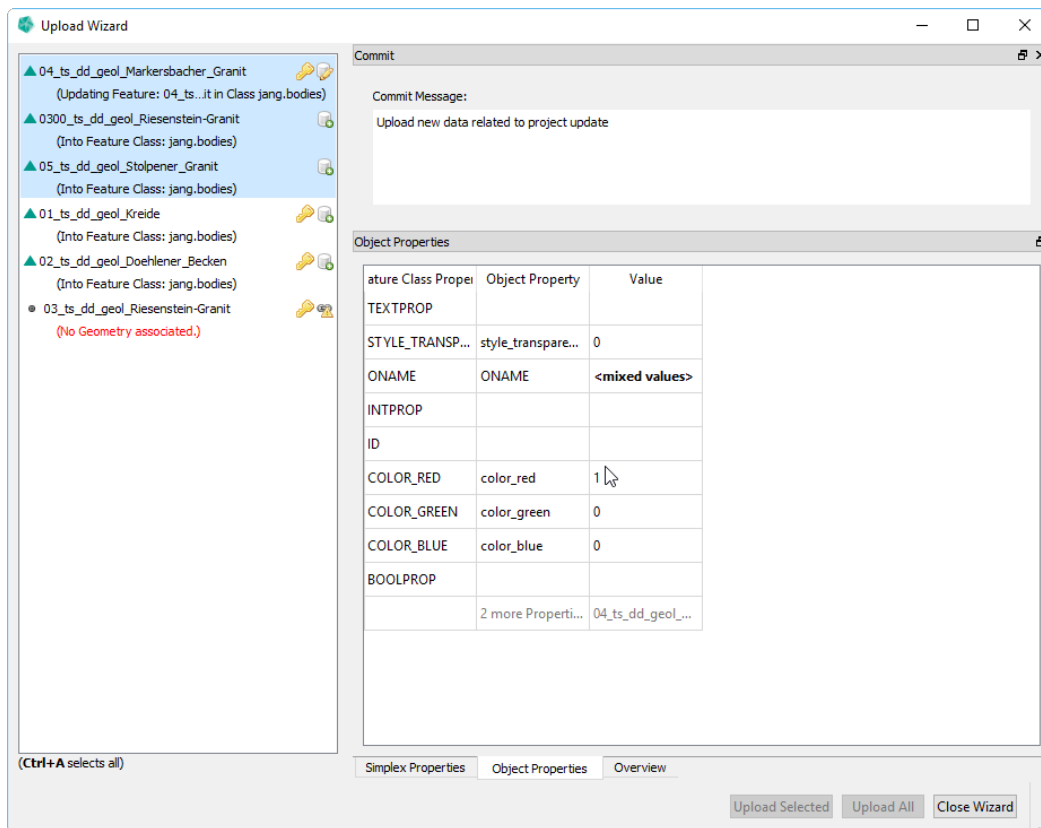 Upload Wizard
04_ts_dd_geol_Markersbacher_Granit
(Updating Feature: 04_ts...it in Class jang.bodies)
0300_ts_dd_geol_Riesenstein-Granit
(Into Feature Class: jang.bodies)
05_ts_dd_geol_Stolpener_Granit
(Into Feature Class: jang.bodies)
01_ts_dd_geol_Kreide
(Into Feature Class: jang.bodies)
02_ts_dd_geol_Doehlener_Becken
(Into Feature Class: jang.bodies)
03_ts_dd_geol_Riesenstein-Granit
(No Geometry associated.)
(Ctrl+A selects all)
Commit
Commit Message:
Upload new data related to project update
Object Properties
ature Class Proper Object Property Value
TEXTPROP
STYLE_TRANSP... style_transpare... 0
ONAME ONAME <mixed values>
INTPROP
ID
COLOR_RED color_red 1
COLOR_GREEN color_green 0
COLOR_BLUE color_blue 0
BOOLPROP
2 more Properti... 04_ts_dd_geol_...
Simplex Properties Object Properties Overview
Upload Selected Upload All Close Wizard